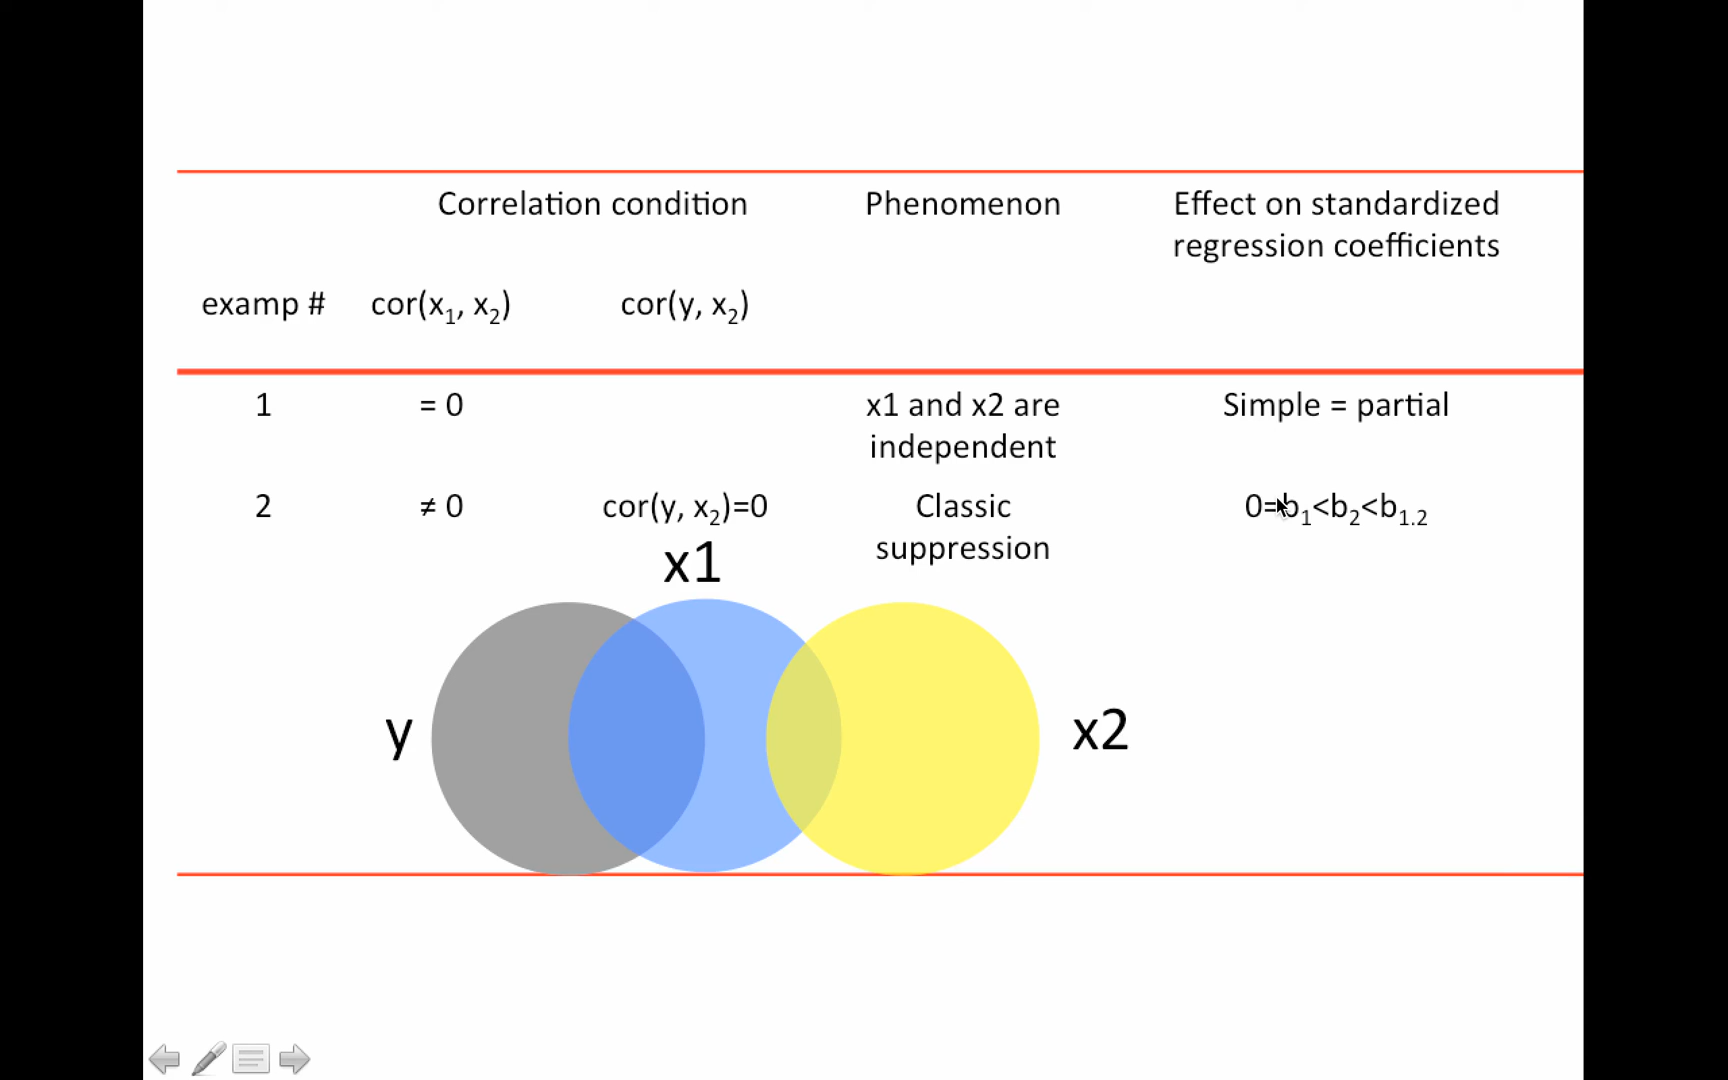 Correlation condition Phenomenon Effect on standardized
regression coefficients
examp # cor(x₁, x₂) cor(y, x₂)
1 = 0 x1 and x2 are Simple = partial
independent
2 ≠ 0 cor(y, x₂)=0 Classic 0=b₁<b₂<b₁.₂
suppression
x1
y
x2